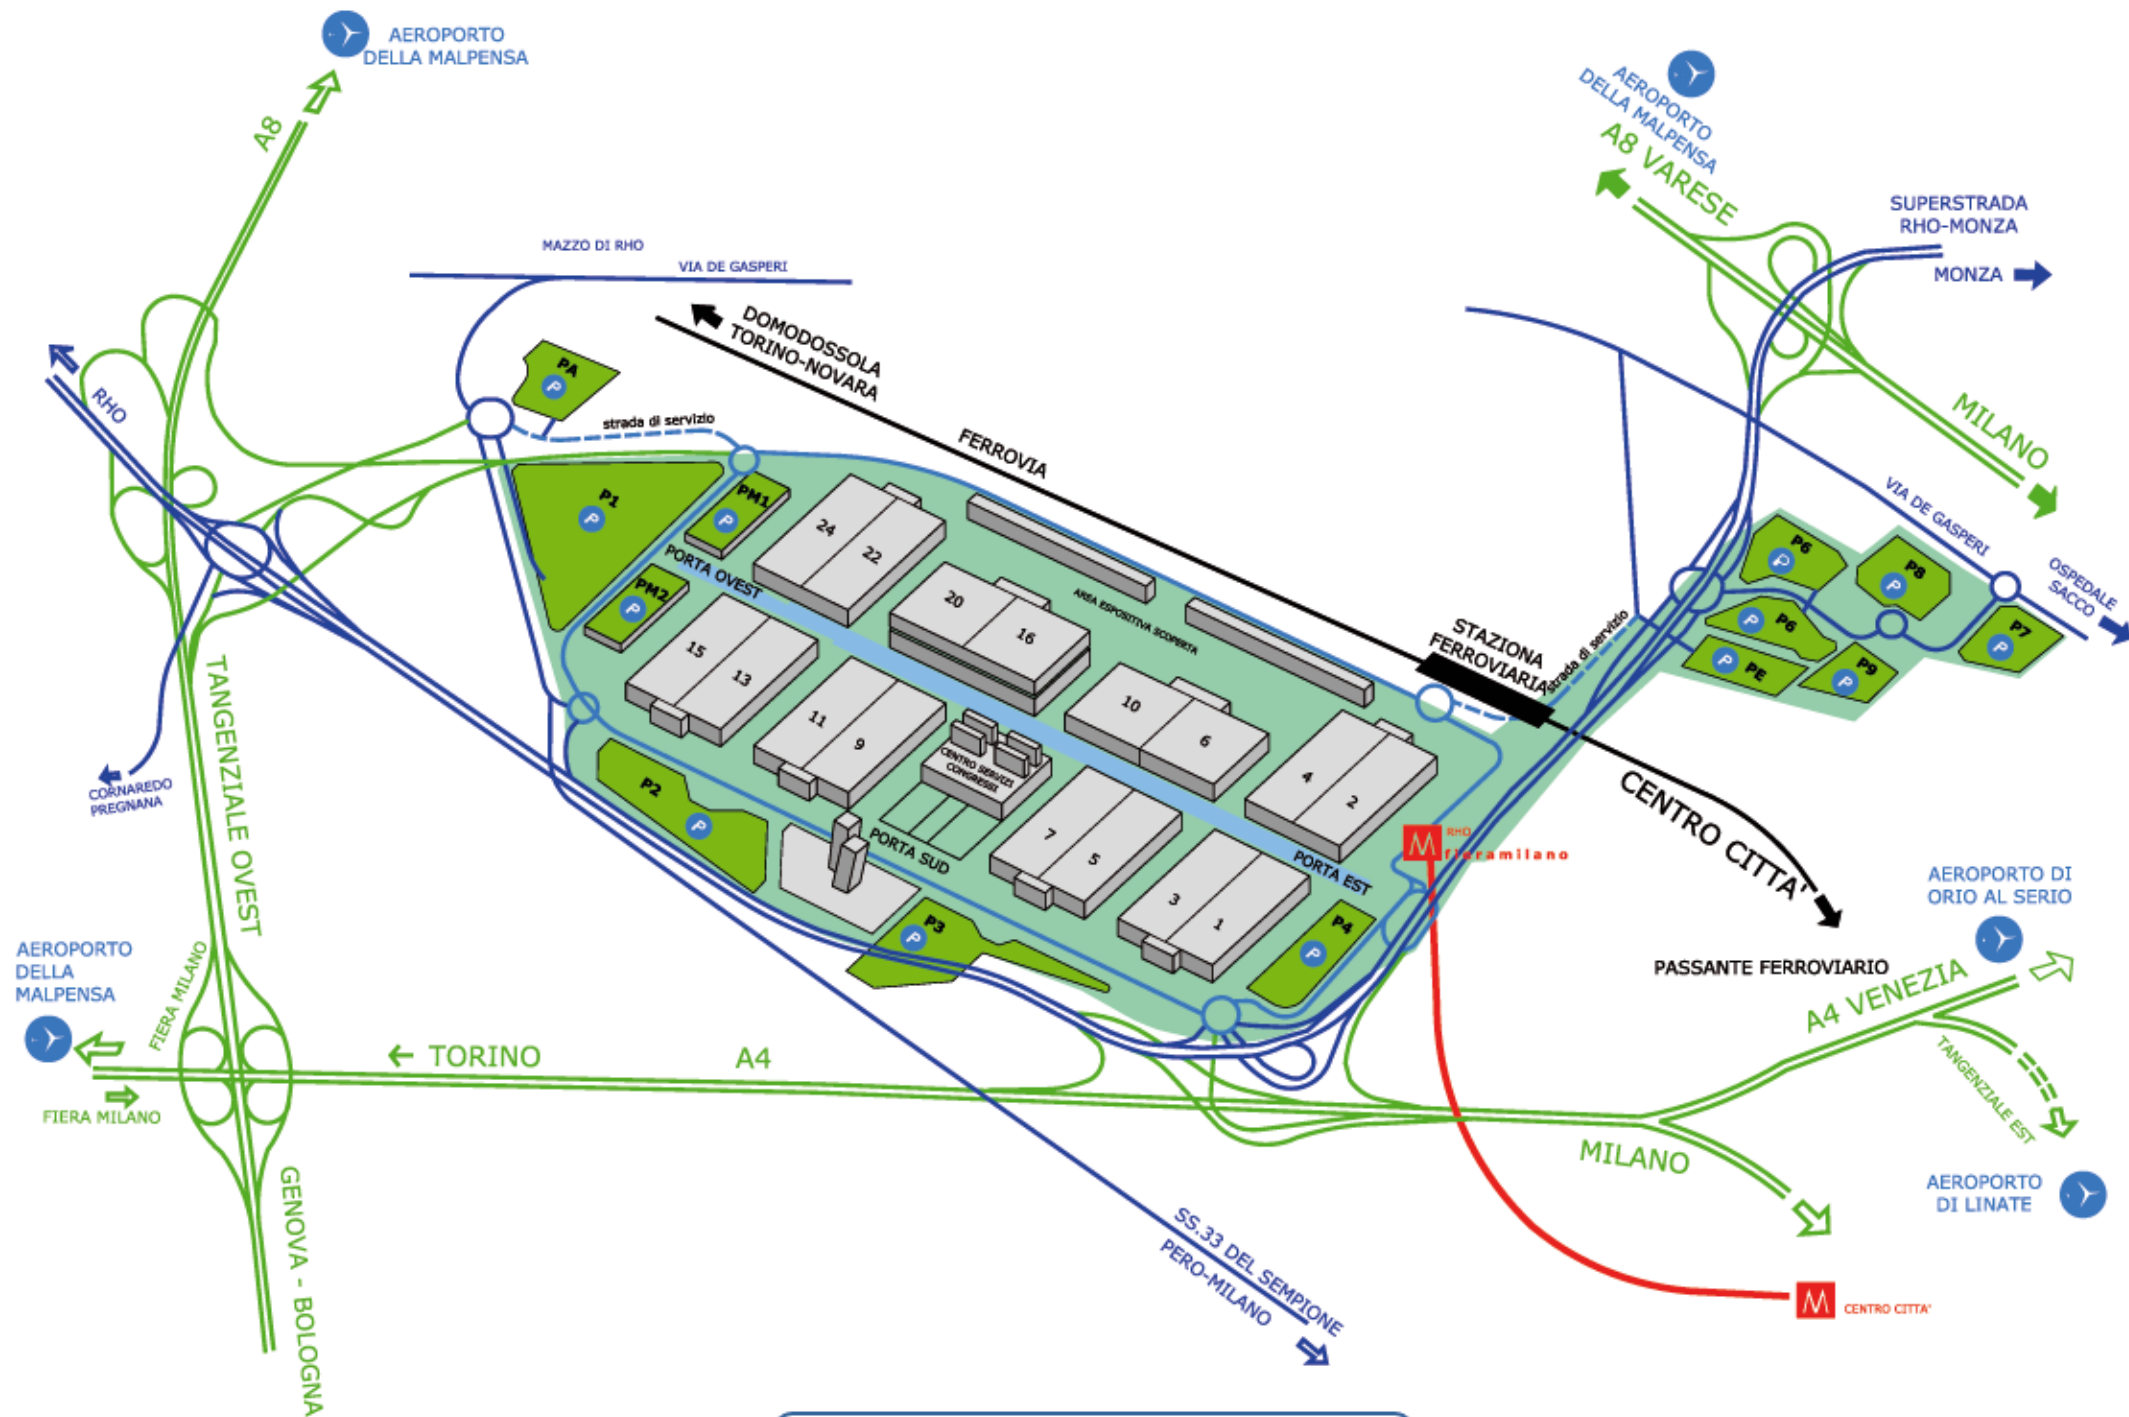 AEROPORTO
DELLA MALPENSA
A8
AEROPORTO
DELLA MALPENSA
A8 VARESE
SUPERSTRADA
RHO-MONZA
MONZA
MAZZO DI RHO
VIA DE GASPERI
DOMODOSSOLA
TORINO-NOVARA
FERROVIA
RHO
PA
P
strada di servizio
MILANO
VIA DE GASPERI
OSPEDALE
SACCO
P1
P
PM1
P
PM2
P
PORTA OVEST
24
22
20
16
AREA ESPOSITIVA SCOPERTA
15
13
11
9
10
6
4
2
7
5
3
1
CENTRO SERVIZI
CONGRESSI
STAZIONA
FERROVIARIA
strada di servizio
P6
P
P8
P
P6
P
PE
P
P9
P
P7
P
TANGENZIALE OVEST
CORNAREDO
PREGNANA
P2
P
PORTA SUD
PORTA EST
P3
P
P4
P
M
RHO
fieramilano
CENTRO CITTA'
PASSANTE FERROVIARIO
AEROPORTO DI
ORIO AL SERIO
A4 VENEZIA
TANGENZIALE EST
AEROPORTO
DELLA
MALPENSA
FIERA MILANO
TORINO
A4
FIERA MILANO
MILANO
AEROPORTO
DI LINATE
GENOVA - BOLOGNA
SS.33 DEL SEMPIONE
PERO-MILANO
M
CENTRO CITTA'